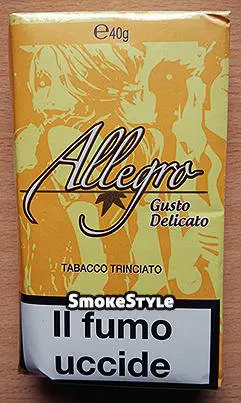 ℮40g
Allegro
Gusto
Delicato
TABACCO TRINCIATO
SmokeStyle
Il fumo
uccide